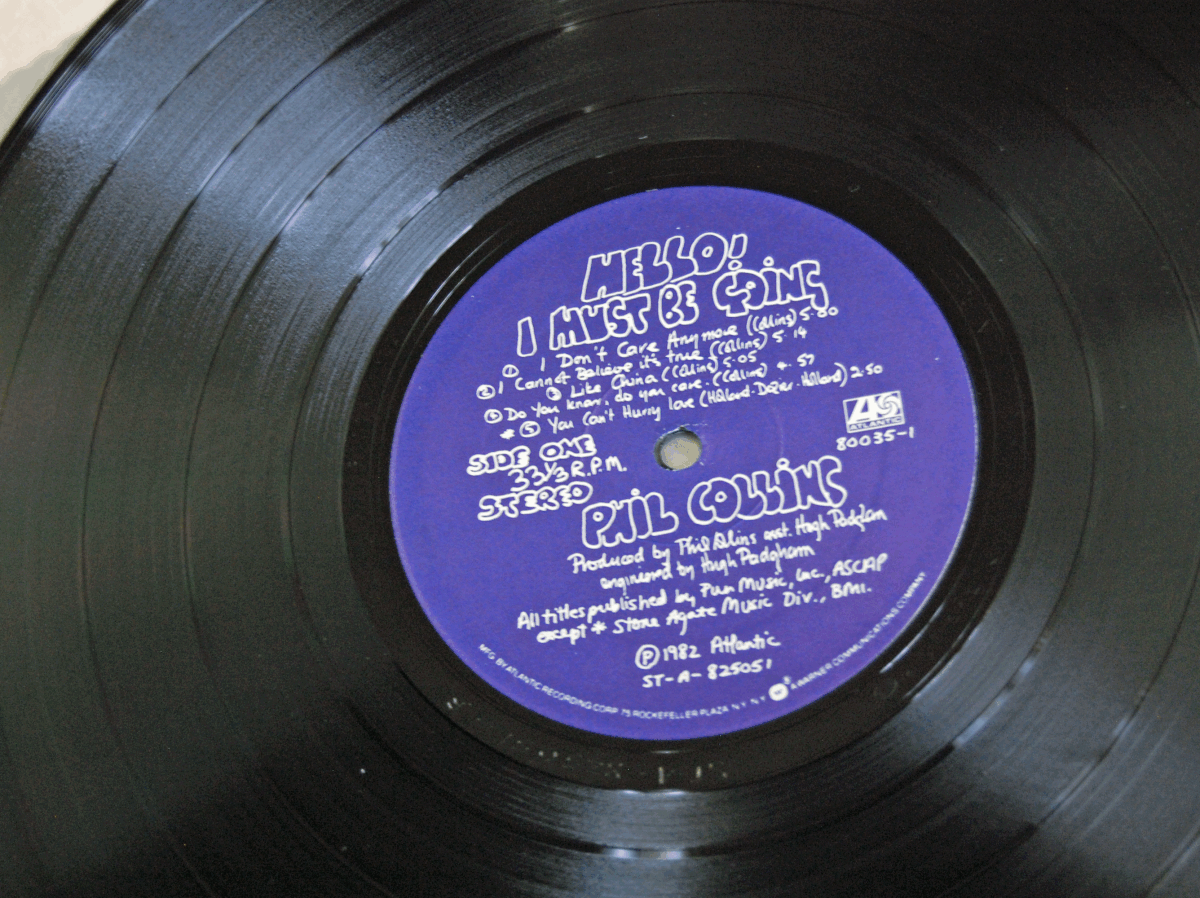 HELLO!
I MUST BE GOING
① I Don't Care Anymore (Collins) 5·00
② I Cannot Believe it's true (Collins) 5·14
③ Like China (Collins) 5·05
④ Do You know, do you care. (Collins) 4·57
* ⑤ You Can't Hurry love (Holland-Dozier-Holland) 2·50
SIDE ONE
33⅓ R.P.M.
STEREO
ATLANTIC
80035-1
PHIL COLLINS
Produced by Phil Collins asst. Hugh Padgham
engineered by Hugh Padgham
All titles published by Pun Music, Inc., ASCAP
except * Stone Agate Music Div., BMI.
Ⓟ 1982 Atlantic
ST-A-825051
MFG. BY ATLANTIC RECORDING CORP. 75 ROCKEFELLER PLAZA N.Y. N.Y. ® A WARNER COMMUNICATIONS COMPANY